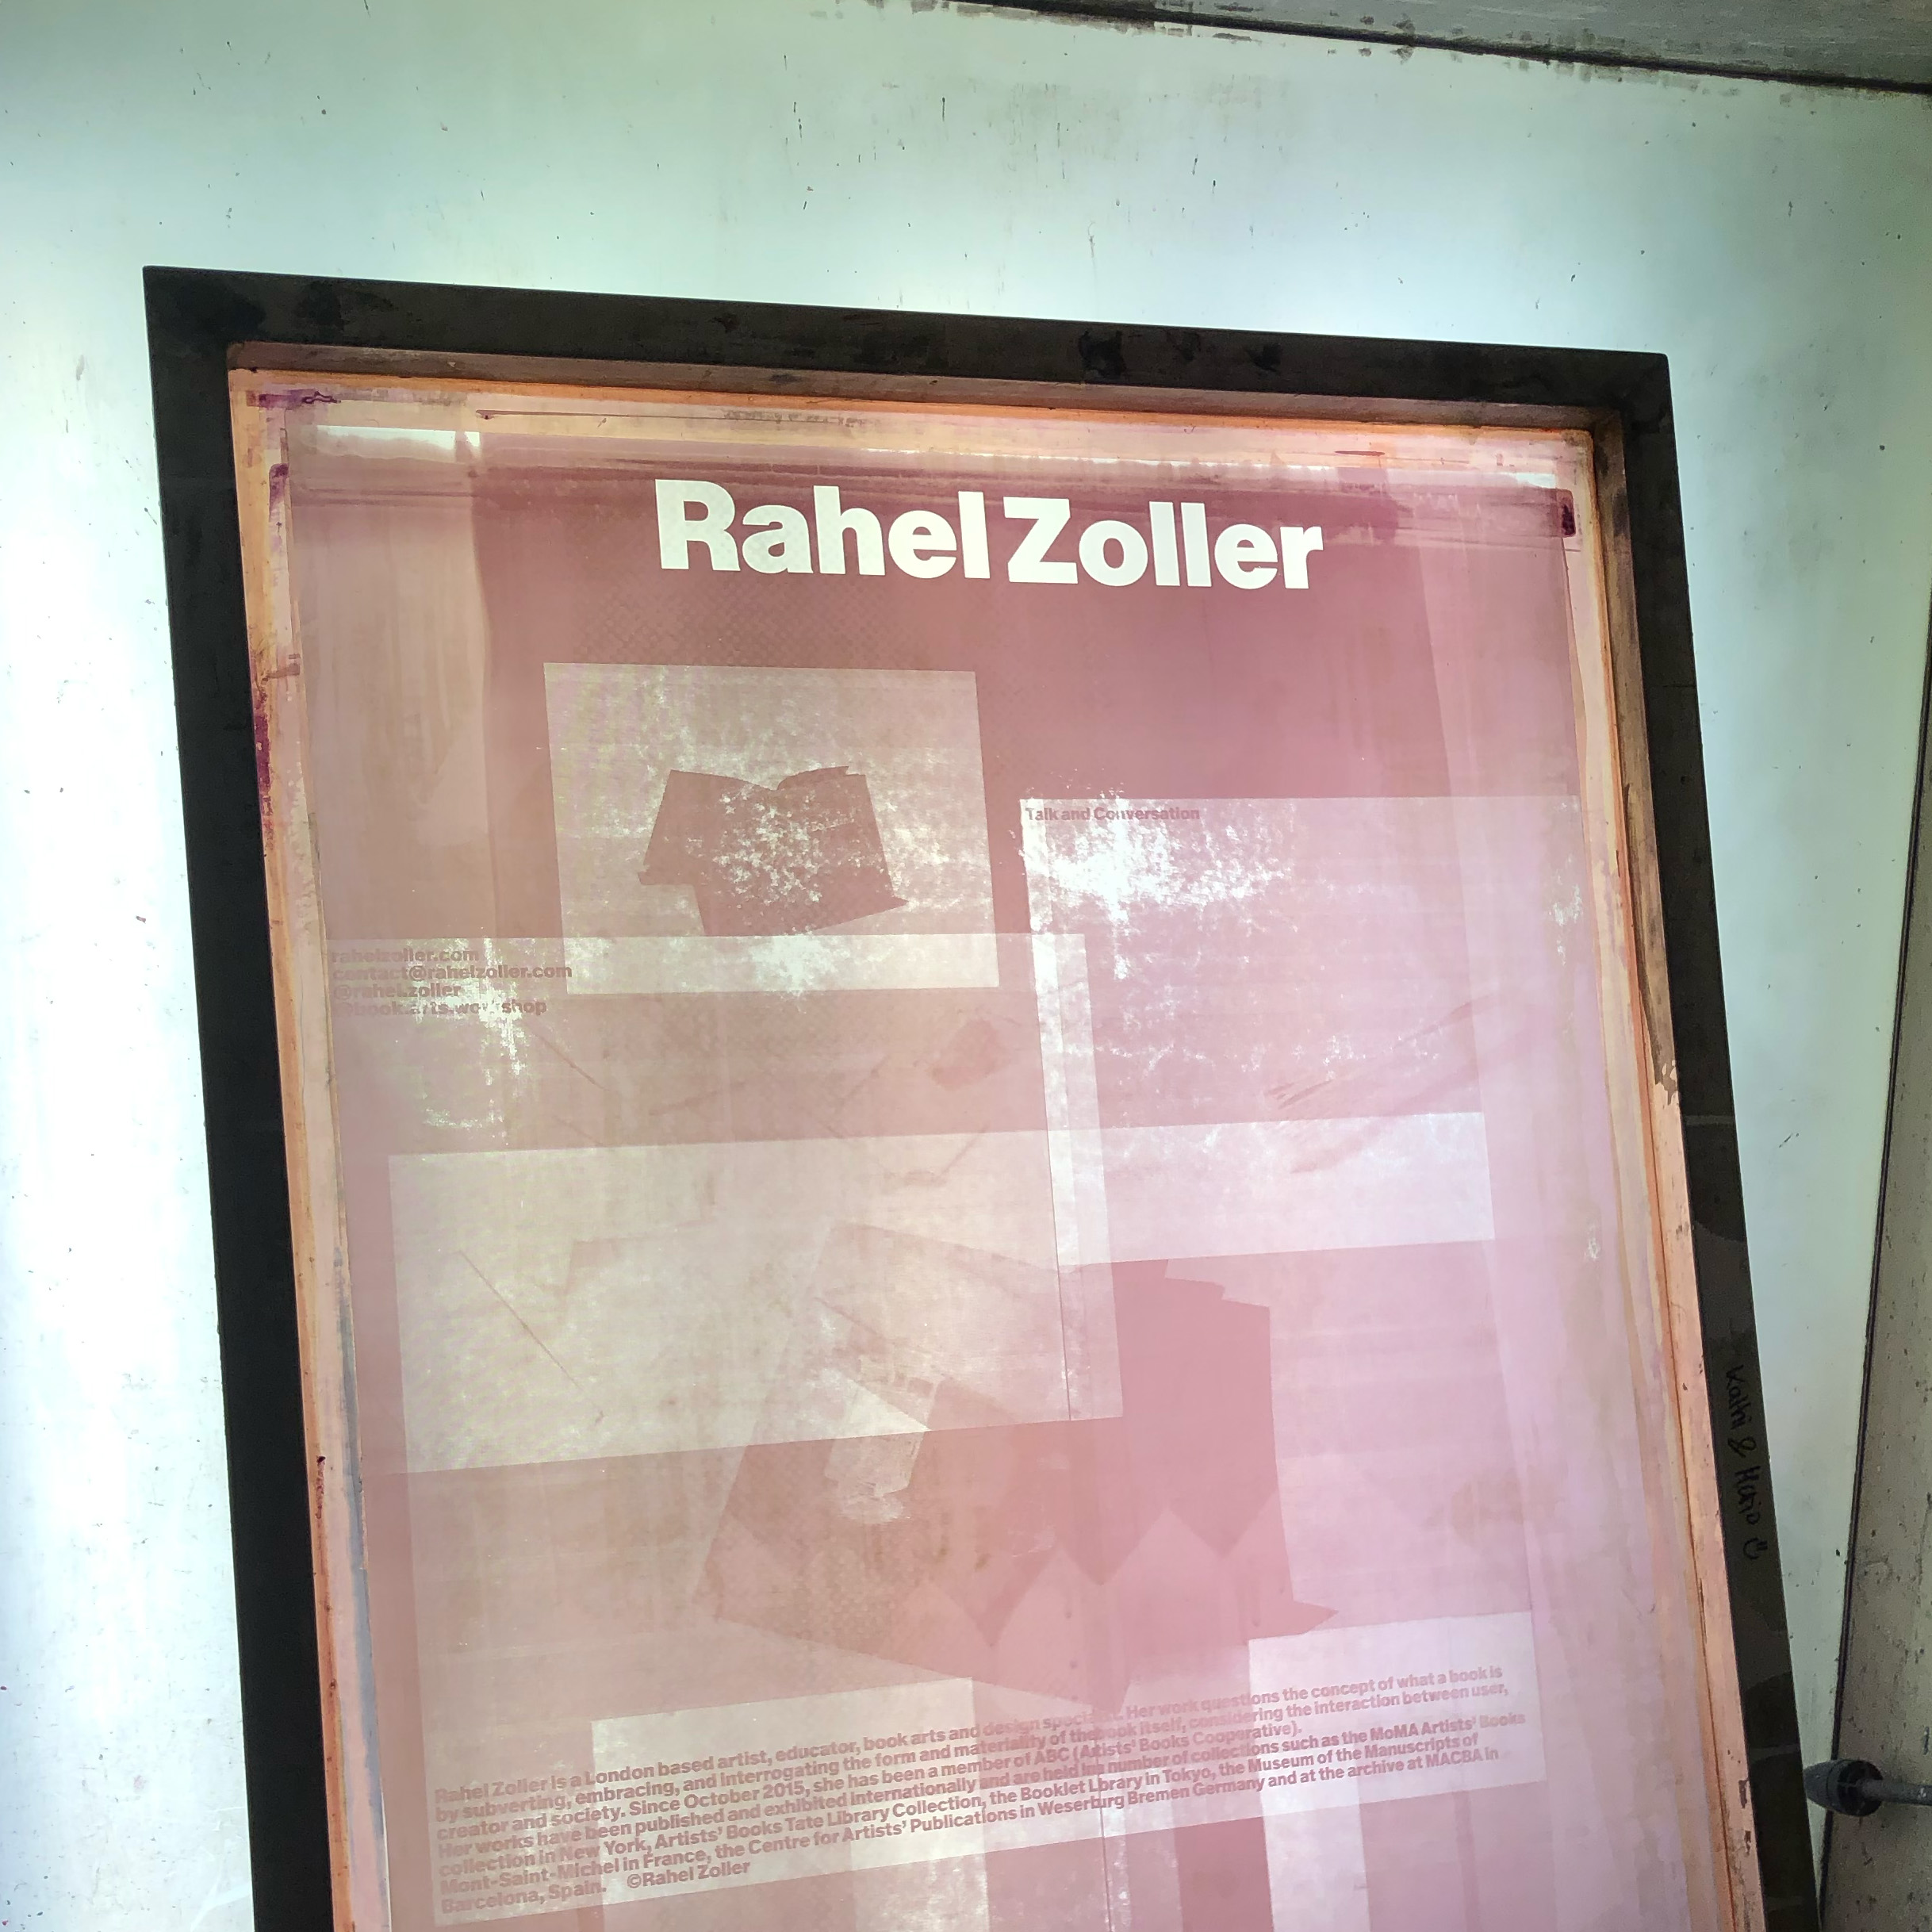 Rahel Zoller
Talk and Conversation
rahelzoller.com
contact@rahelzoller.com
@rahel.zoller
@book.arts.workshop
Rahel Zoller is a London based artist, educator, book arts and design specialist. Her work questions the concept of what a book is
by subverting, embracing, and interrogating the form and materiality of the book itself, considering the interaction between user,
creator and society. Since October 2015, she has been a member of ABC (Artists' Books Cooperative).
Her works have been published and exhibited internationally and are held in a number of collections such as the MoMA Artists' Books
collection in New York, Artists' Books Tate Library Collection, the Booklet Library in Tokyo, the Museum of the Manuscripts of
Mont-Saint-Michel in France, the Centre for Artists' Publications in Weserburg Bremen Germany and at the archive at MACBA in
Barcelona, Spain. ©Rahel Zoller
Kathi &